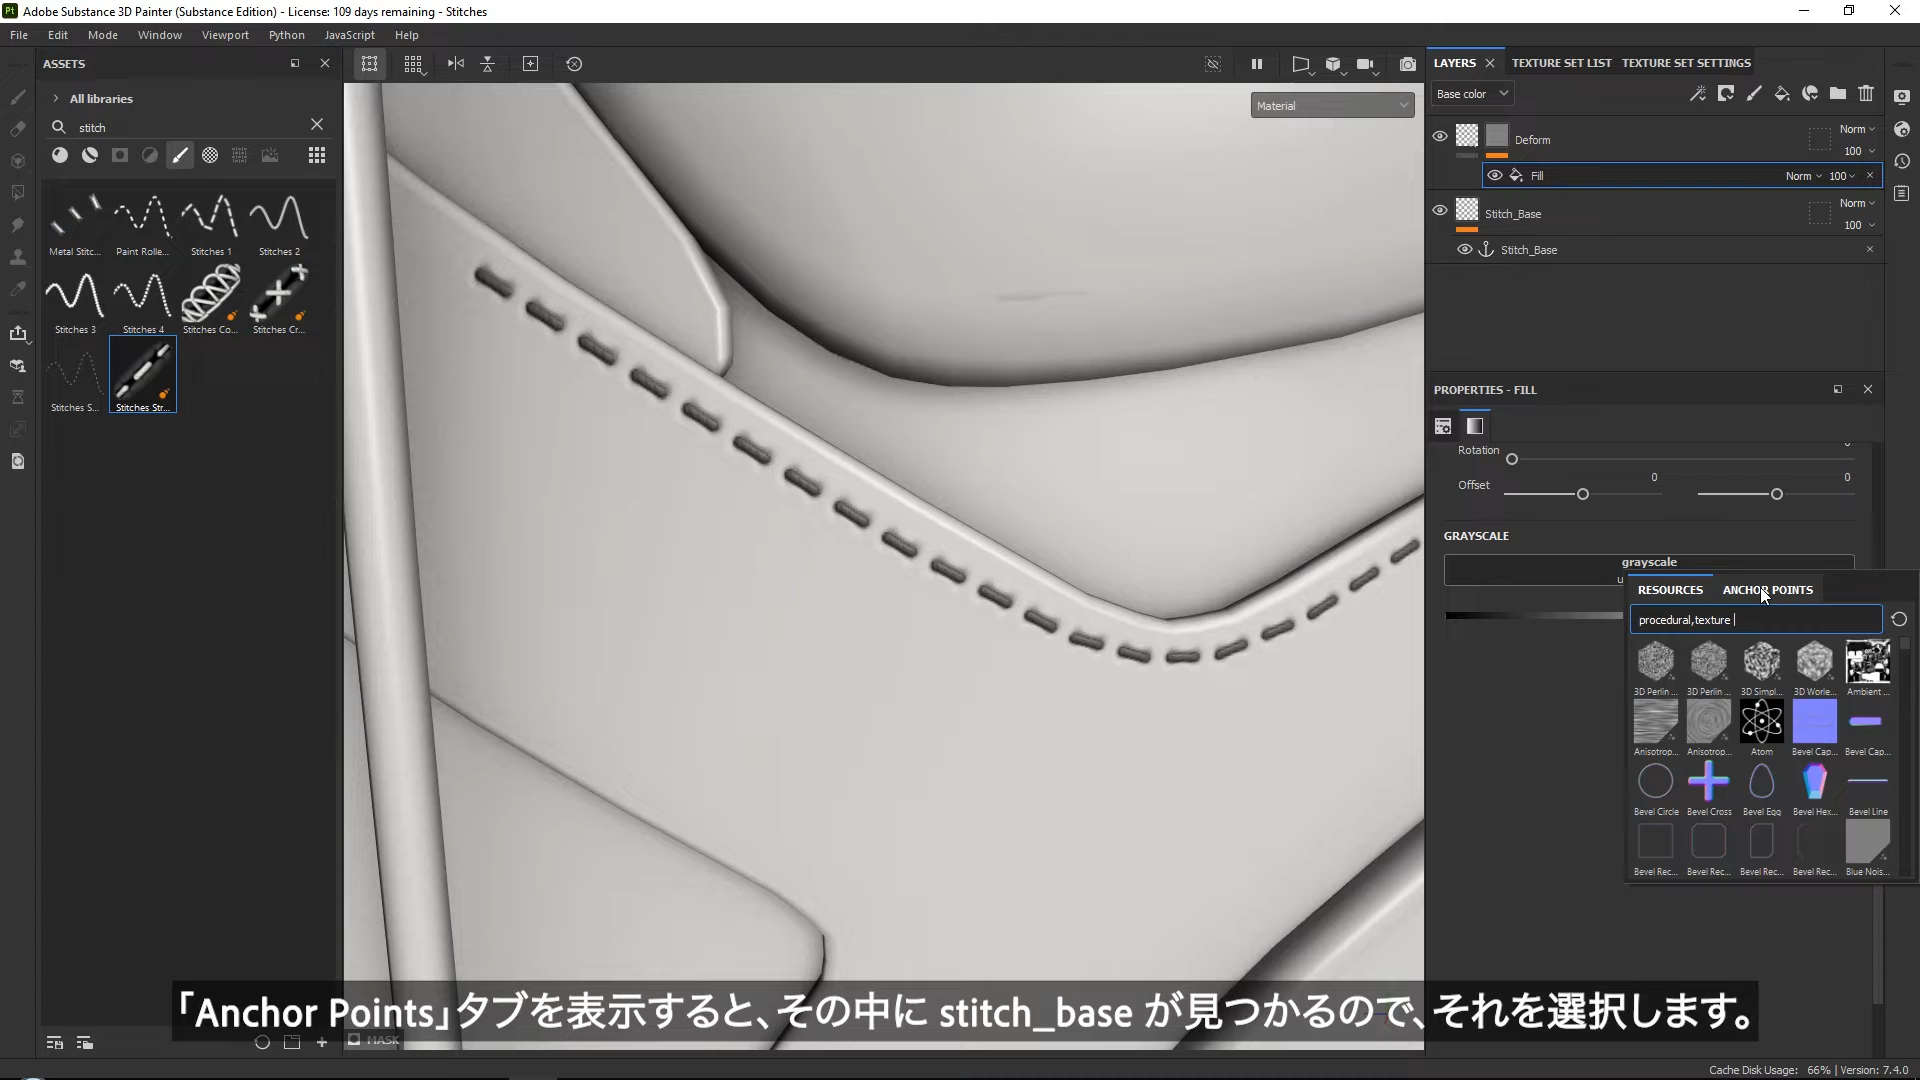 Adobe Substance 3D Painter (Substance Edition) - License: 109 days remaining - Stitches
File Edit Mode Window Viewport Python JavaScript Help
ASSETS
All libraries
stitch
Metal Stitc... Paint Rolle... Stitches 1 Stitches 2
Stitches 3 Stitches 4 Stitches Co... Stitches Cr...
Stitches S... Stitches Str...
Material
MASK
LAYERS TEXTURE SET LIST TEXTURE SET SETTINGS
Base color
Deform Norm
100
Fill Norm 100
Stitch_Base Norm
100
Stitch_Base
PROPERTIES - FILL
Rotation
Offset 0 0
GRAYSCALE
grayscale
RESOURCES ANCHOR POINTS
procedural,texture
3D Perlin ... 3D Perlin ... 3D Simpl... 3D Worle... Ambient ...
Anisotrop... Anisotrop... Atom Bevel Cap... Bevel Cap...
Bevel Circle Bevel Cross Bevel Egg Bevel Hex... Bevel Line
Bevel Rec... Bevel Rec... Bevel Rec... Bevel Rec... Blue Nois...
「Anchor Points」タブを表示すると、その中に stitch_base が見つかるので、それを選択します。
Cache Disk Usage: 66% | Version: 7.4.0